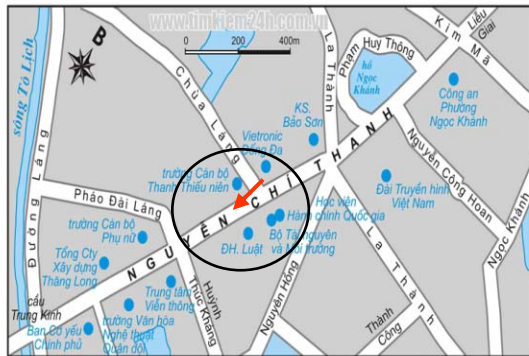 www.timkiem24h.com.vn
0 200 400m
B
sông Tô Lịch
Đường Láng
Chùa Láng
La Thành
Phạm Huy Thông
hồ
Ngọc
Khánh
Kim Mã
Liễu
Giai
Công an
Phường
Ngọc Khánh
KS.
Bảo Sơn
Vietronic
Đống Đa
trường Cán bộ
Thanh Thiếu niên
NGUYỄN CHÍ THANH
Nguyễn Công Hoan
Đài Truyền hình
Việt Nam
Học viện
Hành chính Quốc gia
Bộ Tài nguyên
và Môi trường
ĐH. Luật
Pháo Đài Láng
trường Cán bộ
Phụ nữ
Tổng Cty
Xây dựng
Thăng Long
Trung tâm
Viễn thông
Huỳnh
Thúc Kháng
Nguyên Hồng
La Thành
Ngọc Khánh
Thành
Công
cầu
Trung Kính
Ban Cơ yếu
Chính phủ
trường Văn hóa
Nghệ thuật
Quân đội